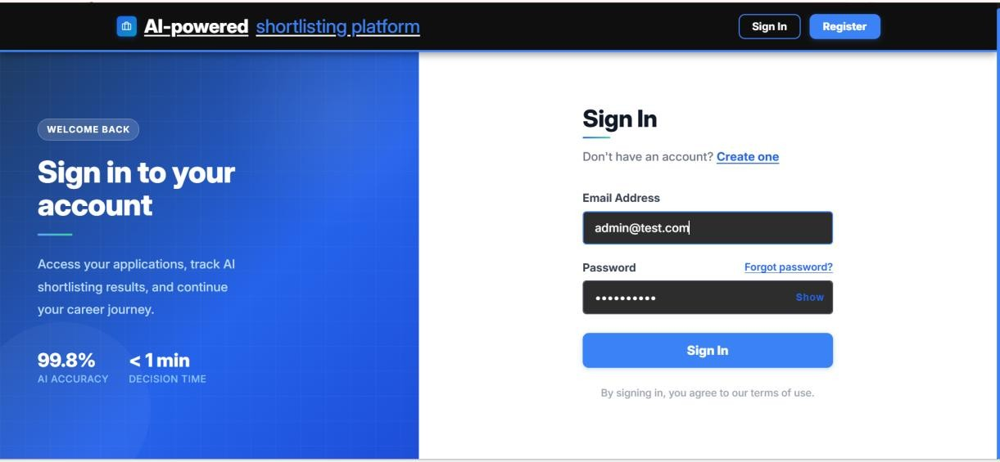 AI-powered shortlisting platform
Sign In
Register
WELCOME BACK
Sign in to your
account
Access your applications, track AI
shortlisting results, and continue
your career journey.
99.8% < 1 min
AI ACCURACY DECISION TIME
Sign In
Don't have an account? Create one
Email Address
admin@test.com
Password Forgot password?
•••••••••• Show
Sign In
By signing in, you agree to our terms of use.